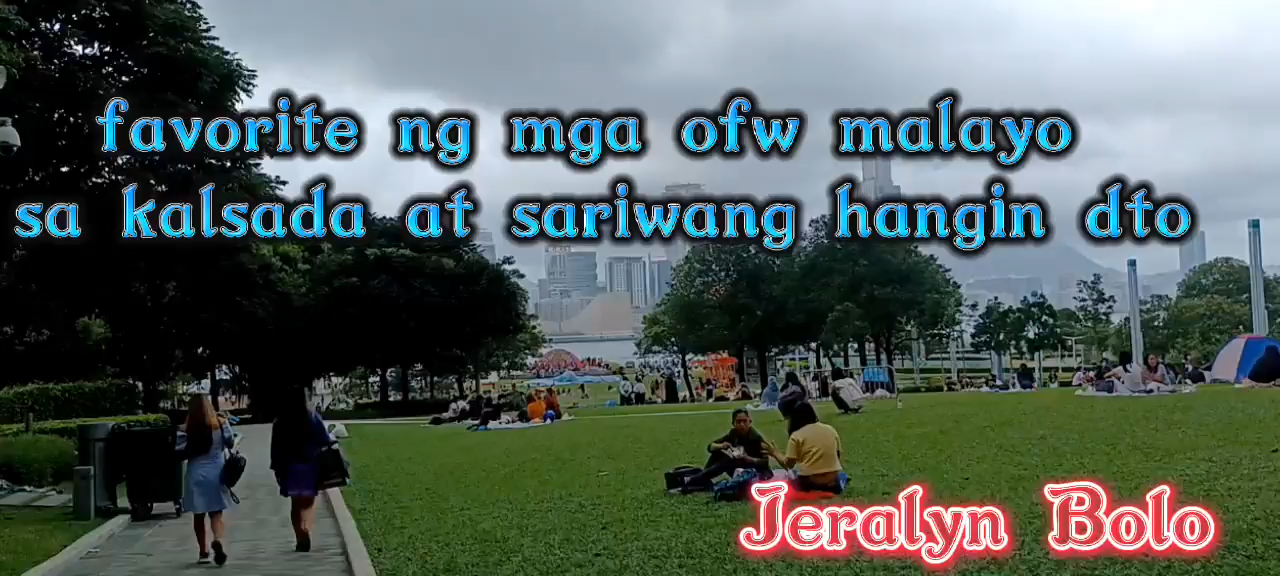 favorite ng mga ofw malayo
sa kalsada at sariwang hangin dto
Jeralyn Bolo